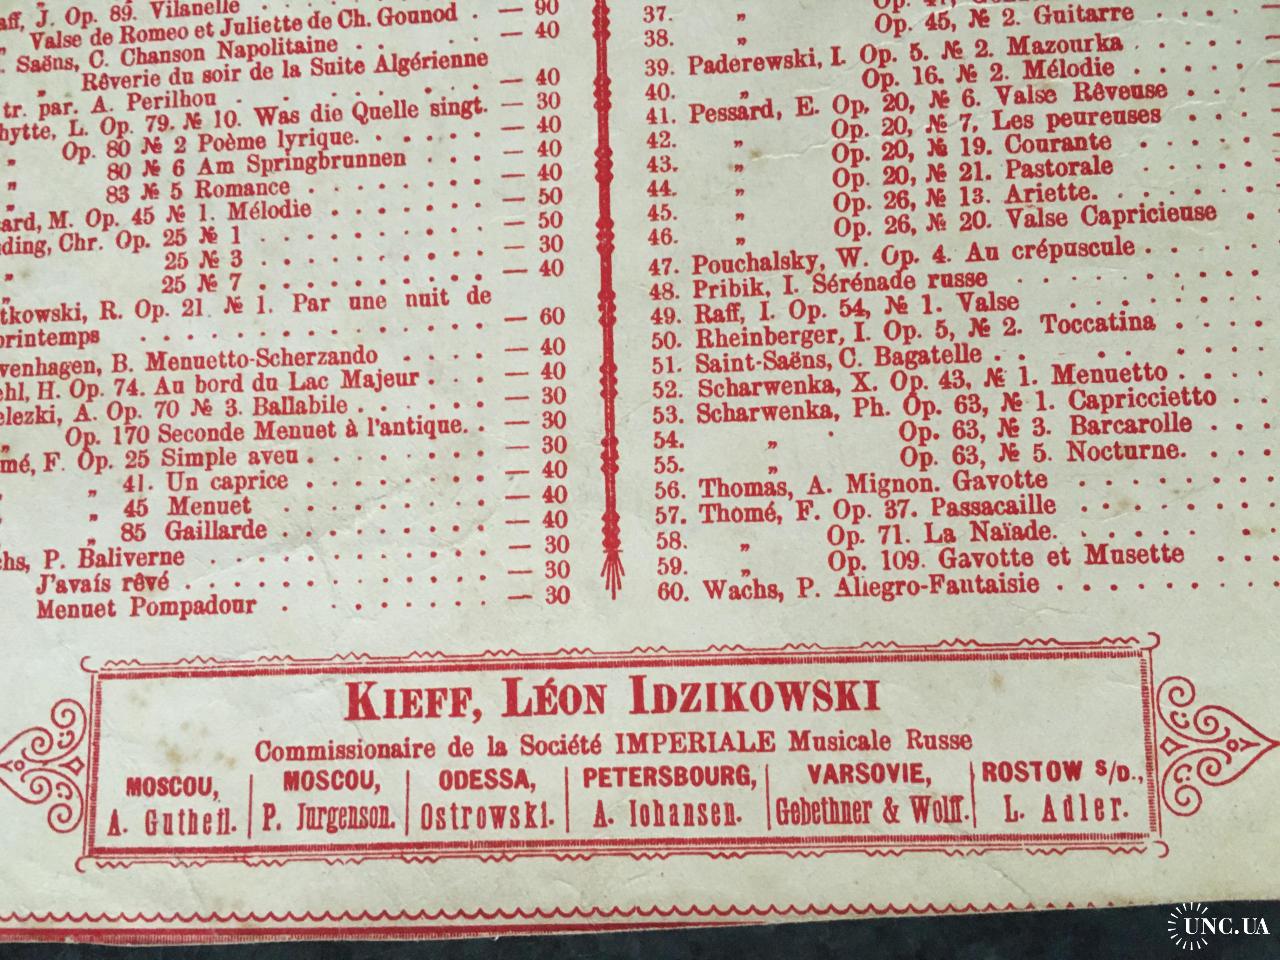 aff, J. Op. 89. Vilanelle — 90
„ Valse de Romeo et Juliette de Ch. Gounod — 40
Saëns, C. Chanson Napolitaine
„ Rêverie du soir de la Suite Algérienne
tr. par. A. Perilhou — 40
hytte, L. Op. 79. № 10. Was die Quelle singt. — 30
„ Op. 80 № 2 Poème lyrique. — 40
80 № 6 Am Springbrunnen — 40
„ 83 № 5 Romance — 40
ard, M. Op. 45 № 1. Mélodie — 50
ding, Chr. Op. 25 № 1 — 50
„ 25 № 3 — 30
25 № 7 — 40
tkowski, R. Op. 21 № 1. Par une nuit de
printemps — 60
venhagen, B. Menuetto-Scherzando — 40
ehl, H. Op. 74. Au bord du Lac Majeur — 40
elezki, A. Op. 70 № 3. Ballabile — 30
„ Op. 170 Seconde Menuet à l'antique. — 30
mé, F. Op. 25 Simple aveu — 30
„ 41. Un caprice — 40
„ 45 Menuet — 40
„ 85 Gaillarde — 40
chs, P. Baliverne — 30
J'avais rêvé — 30
Menuet Pompadour — 30
37. „
38. „ Op. 45, № 2. Guitarre
39. Paderewski, I. Op. 5. № 2. Mazourka
40. „ Op. 16. № 2. Mélodie
41. Pessard, E. Op. 20, № 6. Valse Rêveuse
42. „ Op. 20, № 7. Les peureuses
43. „ Op. 20, № 19. Courante
44. „ Op. 20, № 21. Pastorale
45. „ Op. 26, № 13. Ariette.
46. „ Op. 26, № 20. Valse Capricieuse
47. Pouchalsky, W. Op. 4. Au crépuscule
48. Pribik, I. Sérénade russe
49. Raff, I. Op. 54, № 1. Valse
50. Rheinberger, I. Op. 5, № 2. Toccatina
51. Saint-Saëns, C. Bagatelle
52. Scharwenka, X. Op. 43, № 1. Menuetto
53. Scharwenka, Ph. Op. 63, № 1. Capriccietto
54. „ Op. 63, № 3. Barcarolle
55. „ Op. 63, № 5. Nocturne.
56. Thomas, A. Mignon. Gavotte
57. Thomé, F. Op. 37. Passacaille
58. „ Op. 71. La Naïade.
59. „ Op. 109. Gavotte et Musette
60. Wachs, P. Allegro-Fantaisie
KIEFF, LÉON IDZIKOWSKI
Commissionaire de la Société IMPERIALE Musicale Russe
MOSCOU, A. Gutheil.
MOSCOU, P. Jurgenson.
ODESSA, Ostrowski.
PETERSBOURG, A. Iohansen.
VARSOVIE, Gebethner & Wolff.
ROSTOW S/D., L. Adler.
UNC.UA